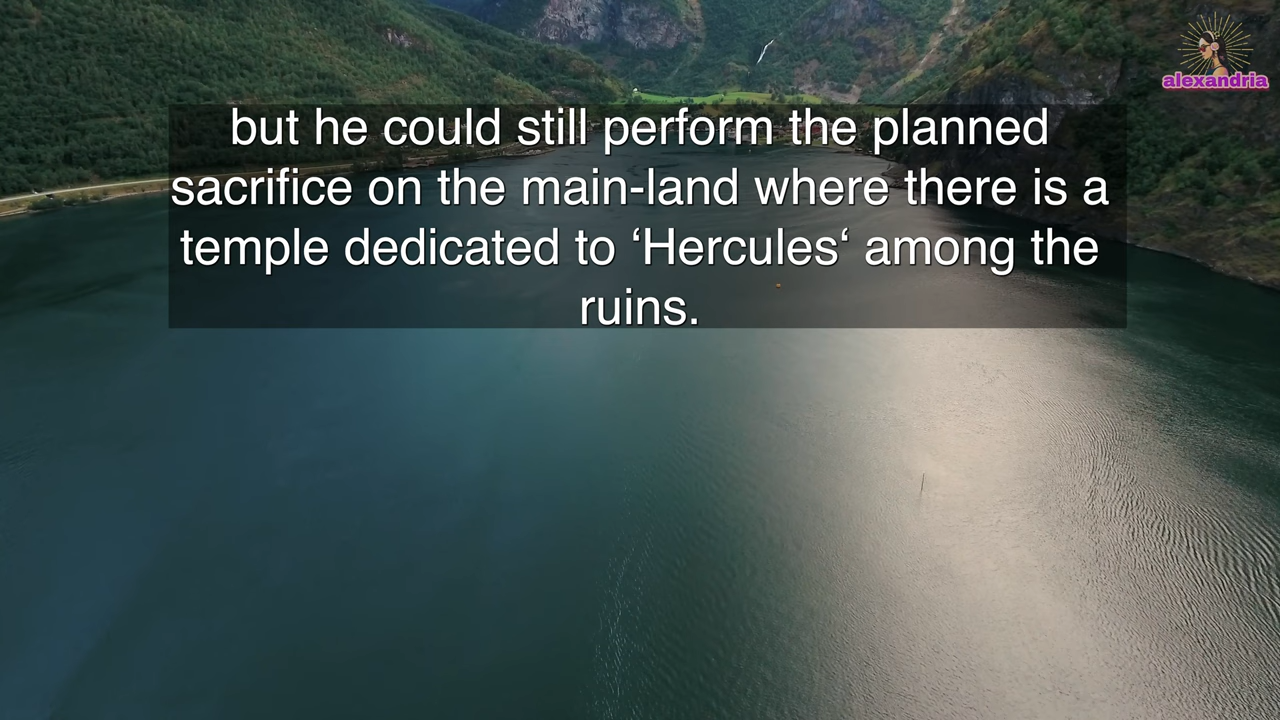 alexandria
but he could still perform the planned
sacrifice on the main-land where there is a
temple dedicated to ‘Hercules‘ among the
ruins.